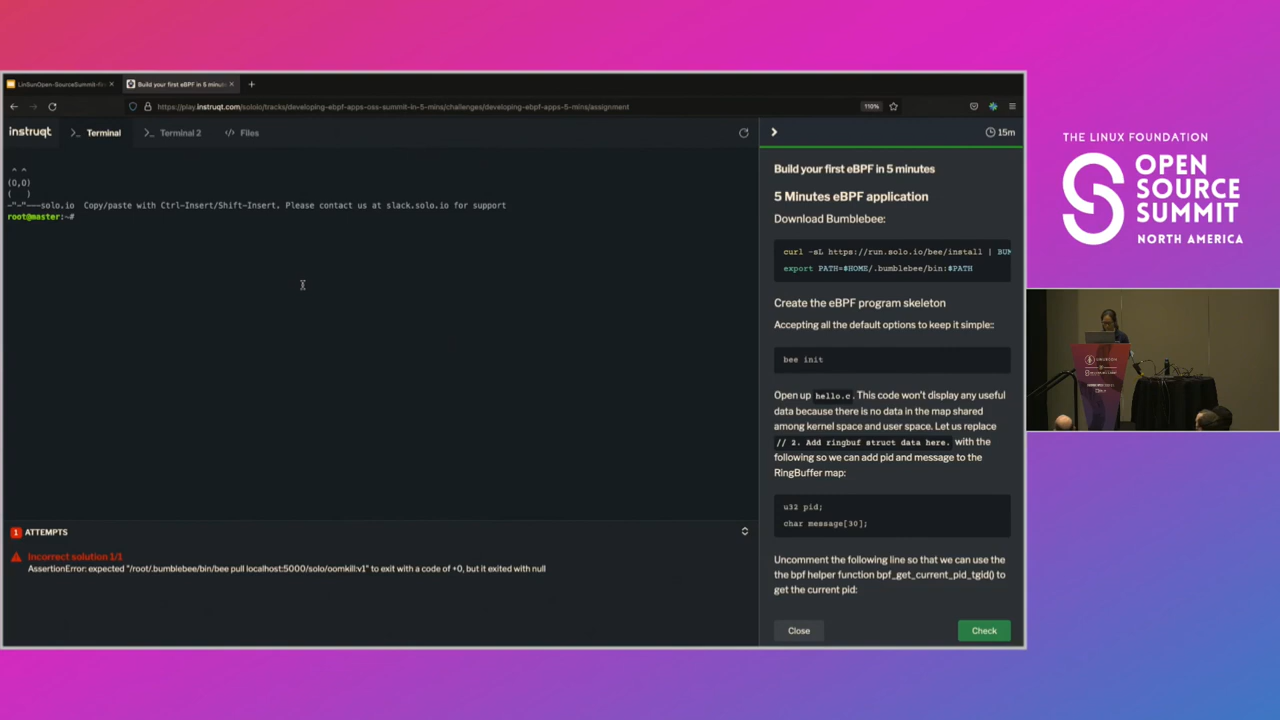 LinSunOpen-SourceSummit-Fi
Build your first eBPF in 5 minute
https://play.instruqt.com/soloio/tracks/developing-ebpf-apps-oss-summit-in-5-mins/challenges/developing-ebpf-apps-5-mins/assignment
110%
instruqt
>_ Terminal
>_ Terminal 2
</> Files
15m
^ ^
(0,0)
(   )
-"-"---solo.io  Copy/paste with Ctrl-Insert/Shift-Insert. Please contact us at slack.solo.io for support
root@master:~#
1 ATTEMPTS
Incorrect solution 1/1
AssertionError: expected "/root/.bumblebee/bin/bee pull localhost:5000/solo/oomkill:v1" to exit with a code of +0, but it exited with null
Build your first eBPF in 5 minutes
5 Minutes eBPF application
Download Bumblebee:
curl -sL https://run.solo.io/bee/install | BUM
export PATH=#HOME/.bumblebee/bin:#PATH
Create the eBPF program skeleton
Accepting all the default options to keep it simple::
bee init
Open up hello.c. This code won't display any useful
data because there is no data in the map shared
among kernel space and user space. Let us replace
// 2. Add ringbuf struct data here. with the
following so we can add pid and message to the
RingBuffer map:
u32 pid;
char message[30];
Uncomment the following line so that we can use the
the bpf helper function bpf_get_current_pid_tgid() to
get the current pid:
Close
Check
THE LINUX FOUNDATION
OPEN
SOURCE
SUMMIT
NORTH AMERICA